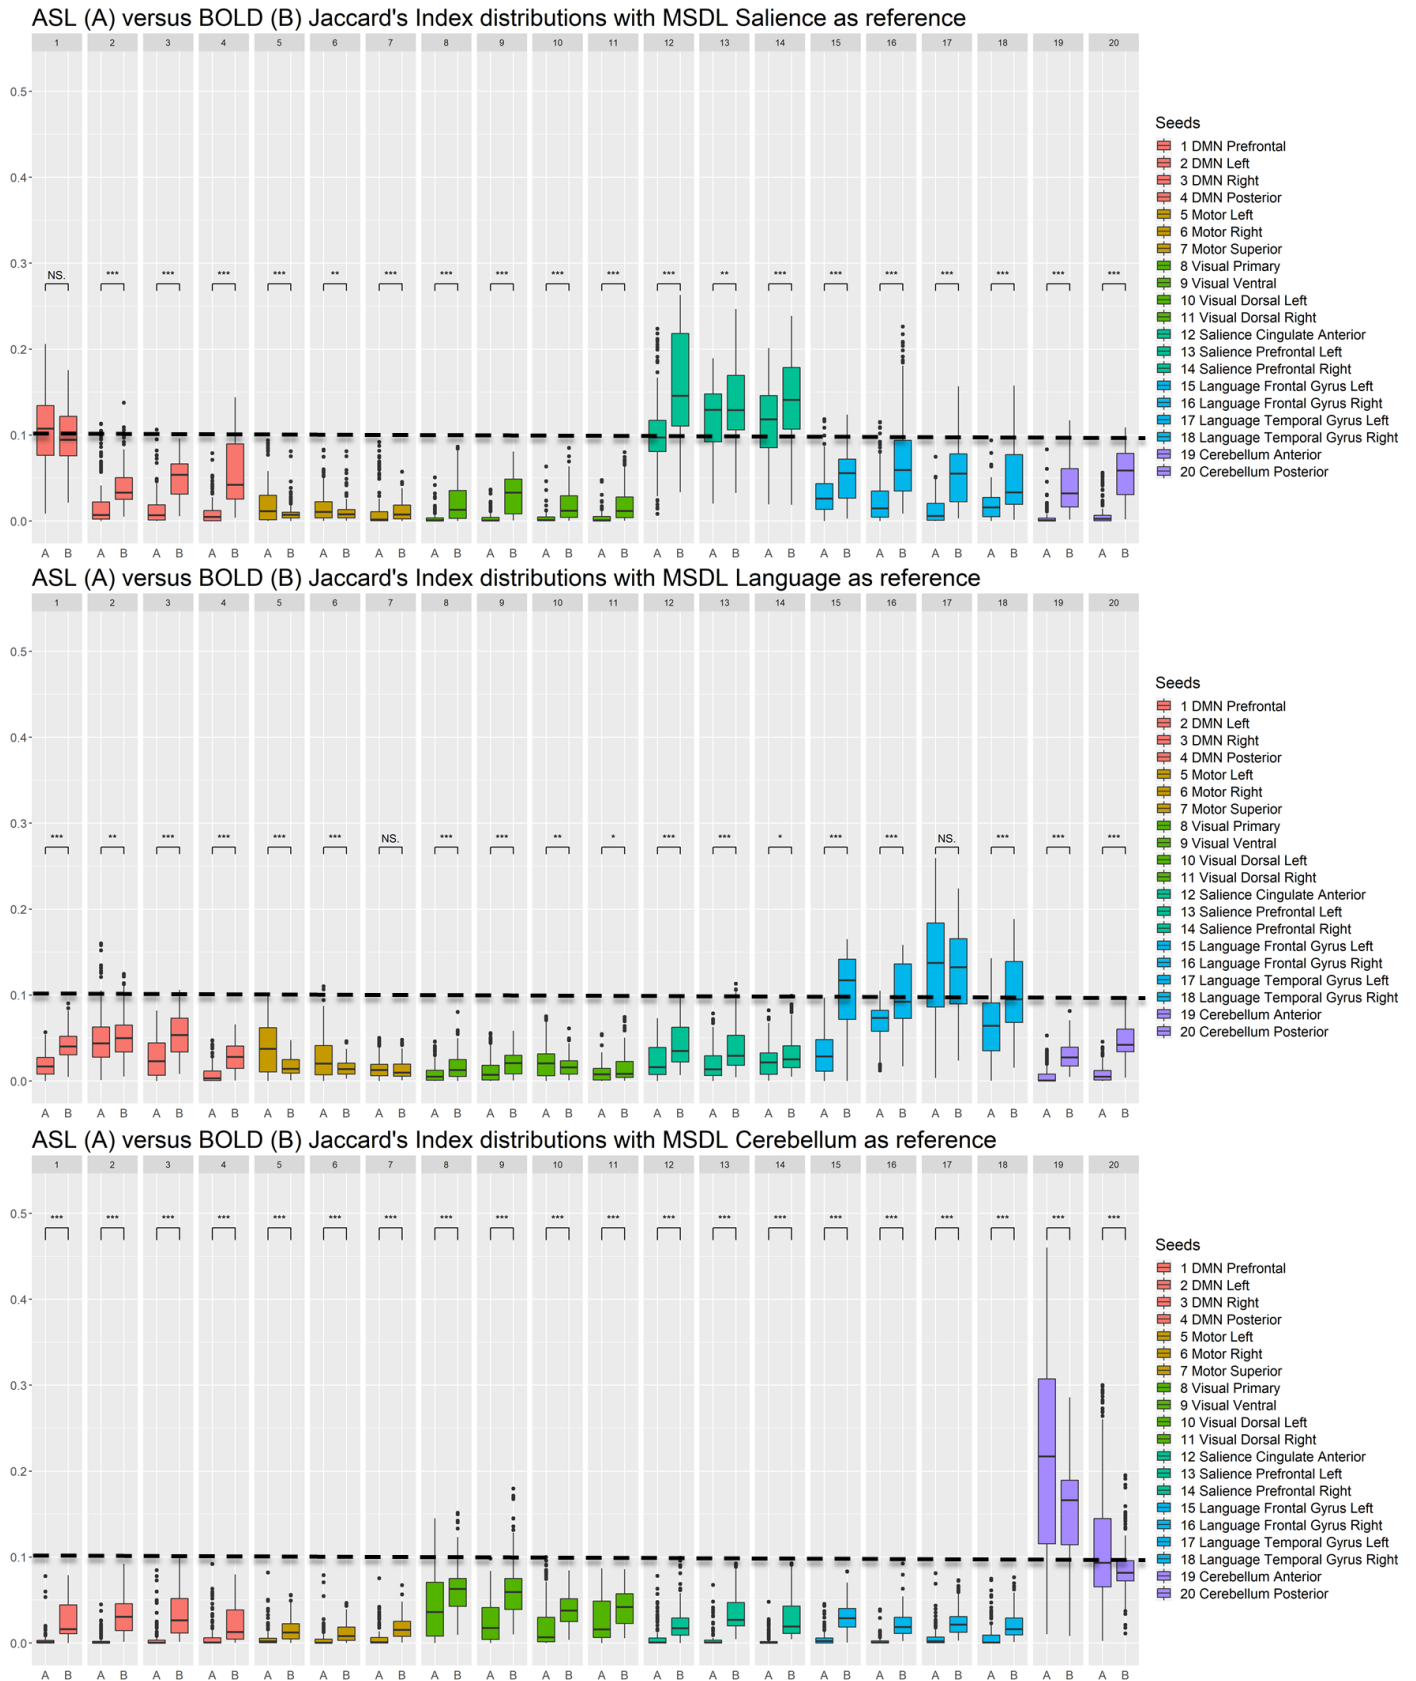 ASL (A) versus BOLD (B) Jaccard's Index distributions with MSDL Salience as reference
1 2 3 4 5 6 7 8 9 10 11 12 13 14 15 16 17 18 19 20
0.5
0.4
0.3
NS. *** *** *** *** ** *** *** *** *** *** *** ** *** *** *** *** *** *** ***
0.2
0.1
0.0
A B A B A B A B A B A B A B A B A B A B A B A B A B A B A B A B A B A B A B A B
Seeds
1 DMN Prefrontal
2 DMN Left
3 DMN Right
4 DMN Posterior
5 Motor Left
6 Motor Right
7 Motor Superior
8 Visual Primary
9 Visual Ventral
10 Visual Dorsal Left
11 Visual Dorsal Right
12 Salience Cingulate Anterior
13 Salience Prefrontal Left
14 Salience Prefrontal Right
15 Language Frontal Gyrus Left
16 Language Frontal Gyrus Right
17 Language Temporal Gyrus Left
18 Language Temporal Gyrus Right
19 Cerebellum Anterior
20 Cerebellum Posterior
ASL (A) versus BOLD (B) Jaccard's Index distributions with MSDL Language as reference
1 2 3 4 5 6 7 8 9 10 11 12 13 14 15 16 17 18 19 20
0.5
0.4
0.3
*** ** *** *** *** *** NS. *** *** ** * *** *** * *** *** NS. *** *** ***
0.2
0.1
0.0
A B A B A B A B A B A B A B A B A B A B A B A B A B A B A B A B A B A B A B A B
Seeds
1 DMN Prefrontal
2 DMN Left
3 DMN Right
4 DMN Posterior
5 Motor Left
6 Motor Right
7 Motor Superior
8 Visual Primary
9 Visual Ventral
10 Visual Dorsal Left
11 Visual Dorsal Right
12 Salience Cingulate Anterior
13 Salience Prefrontal Left
14 Salience Prefrontal Right
15 Language Frontal Gyrus Left
16 Language Frontal Gyrus Right
17 Language Temporal Gyrus Left
18 Language Temporal Gyrus Right
19 Cerebellum Anterior
20 Cerebellum Posterior
ASL (A) versus BOLD (B) Jaccard's Index distributions with MSDL Cerebellum as reference
1 2 3 4 5 6 7 8 9 10 11 12 13 14 15 16 17 18 19 20
0.5
*** *** *** *** *** *** *** *** *** *** *** *** *** *** *** *** *** *** *** ***
0.4
0.3
0.2
0.1
0.0
A B A B A B A B A B A B A B A B A B A B A B A B A B A B A B A B A B A B A B A B
Seeds
1 DMN Prefrontal
2 DMN Left
3 DMN Right
4 DMN Posterior
5 Motor Left
6 Motor Right
7 Motor Superior
8 Visual Primary
9 Visual Ventral
10 Visual Dorsal Left
11 Visual Dorsal Right
12 Salience Cingulate Anterior
13 Salience Prefrontal Left
14 Salience Prefrontal Right
15 Language Frontal Gyrus Left
16 Language Frontal Gyrus Right
17 Language Temporal Gyrus Left
18 Language Temporal Gyrus Right
19 Cerebellum Anterior
20 Cerebellum Posterior